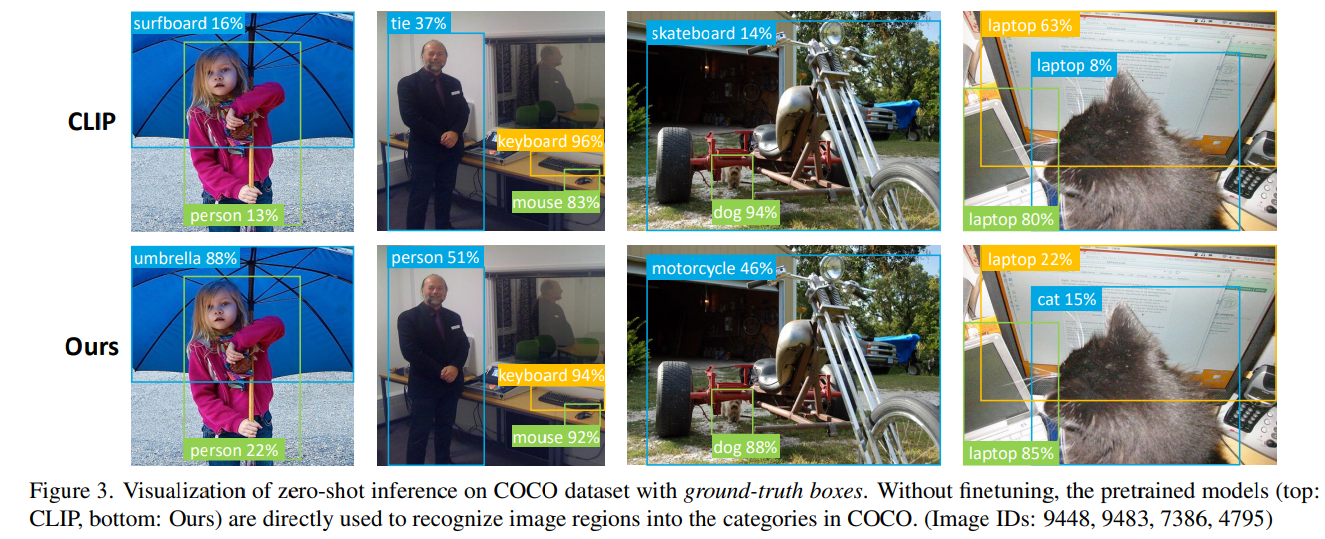 surfboard 16%
tie 37%
skateboard 14%
laptop 63%
laptop 8%
CLIP
keyboard 96%
mouse 83%
person 13%
dog 94%
laptop 80%
umbrella 88%
person 51%
motorcycle 46%
laptop 22%
cat 15%
Ours
keyboard 94%
mouse 92%
person 22%
dog 88%
laptop 85%
Figure 3. Visualization of zero-shot inference on COCO dataset with ground-truth boxes. Without finetuning, the pretrained models (top:
CLIP, bottom: Ours) are directly used to recognize image regions into the categories in COCO. (Image IDs: 9448, 9483, 7386, 4795)